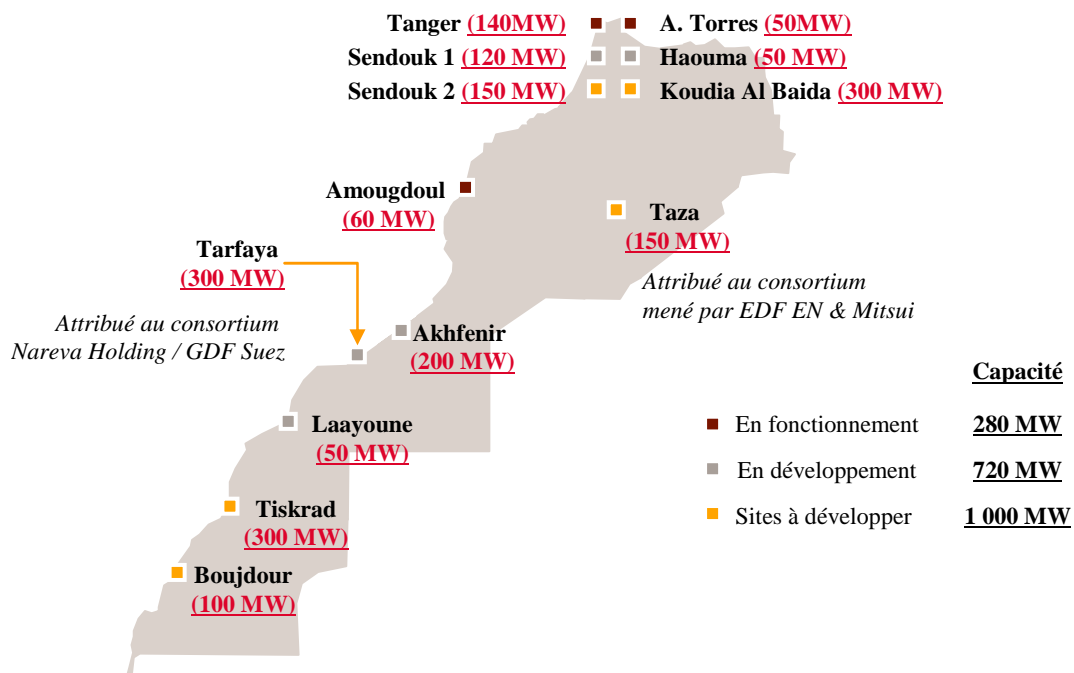 Tanger (140MW)
A. Torres (50MW)
Sendouk 1 (120 MW)
Haouma (50 MW)
Sendouk 2 (150 MW)
Koudia Al Baida (300 MW)
Amougdoul
(60 MW)
Taza
(150 MW)
Attribué au consortium
mené par EDF EN & Mitsui
Tarfaya
(300 MW)
Attribué au consortium
Nareva Holding / GDF Suez
Akhfenir
(200 MW)
Laayoune
(50 MW)
Tiskrad
(300 MW)
Boujdour
(100 MW)
Capacité
En fonctionnement 280 MW
En développement 720 MW
Sites à développer 1 000 MW